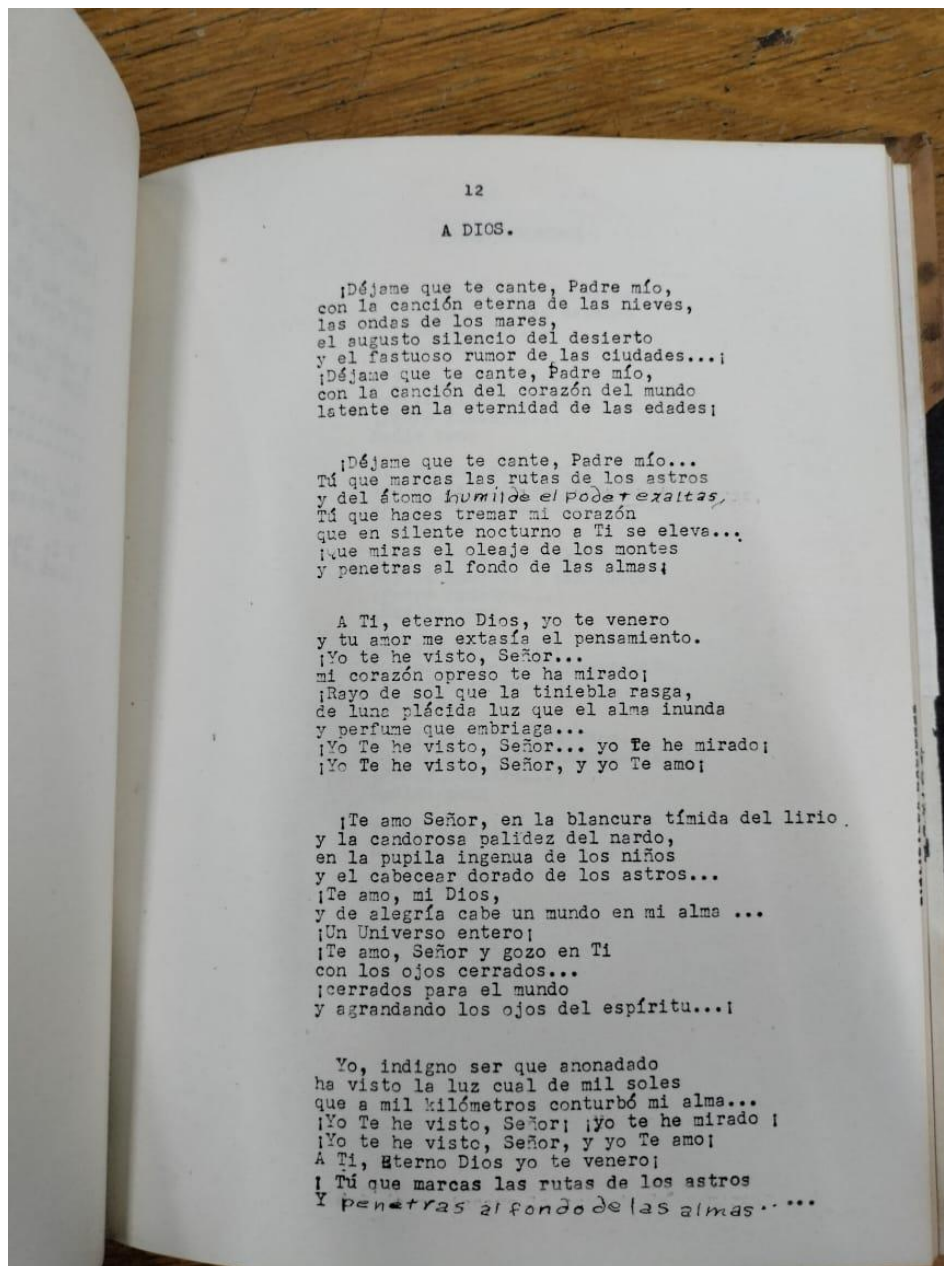 12
A DIOS.
¡Déjame que te cante, Padre mío,
con la canción eterna de las nieves,
las ondas de los mares,
el augusto silencio del desierto
y el fastuoso rumor de las ciudades...¡
¡Déjame que te cante, Padre mío,
con la canción del corazón del mundo
latente en la eternidad de las edades¡
¡Déjame que te cante, Padre mío...
Tú que marcas las rutas de los astros
y del átomo humilde el poder exaltas,
Tú que haces tremar mi corazón
que en silente nocturno a Ti se eleva...
¡Que miras el oleaje de los montes
y penetras al fondo de las almas¡
A Ti, eterno Dios, yo te venero
y tu amor me extasía el pensamiento.
¡Yo te he visto, Señor...
mi corazón opreso te ha mirado¡
¡Rayo de sol que la tiniebla rasga,
de luna plácida luz que el alma inunda
y perfume que embriaga...
¡Yo Te he visto, Señor... yo Te he mirado¡
¡Yo Te he visto, Señor, y yo Te amo¡
¡Te amo Señor, en la blancura tímida del lirio
y la candorosa palidez del nardo,
en la pupila ingenua de los niños
y el cabecear dorado de los astros...
¡Te amo, mi Dios,
y de alegría cabe un mundo en mi alma ...
¡Un Universo entero¡
¡Te amo, Señor y gozo en Ti
con los ojos cerrados...
¡cerrados para el mundo
y agrandando los ojos del espíritu...¡
Yo, indigno ser que anonadado
ha visto la luz cual de mil soles
que a mil kilómetros conturbó mi alma...
¡Yo Te he visto, Señor¡ ¡yo te he mirado ¡
¡Yo te he visto, Señor, y yo Te amo¡
A Ti, Eterno Dios yo te venero¡
¡ Tú que marcas las rutas de los astros
Y penetras al fondo de las almas.....